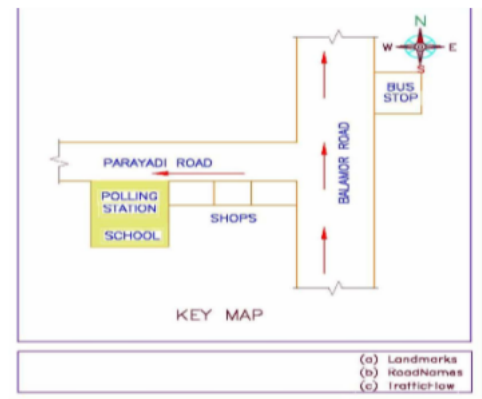 N
W E
S
BUS
STOP
PARAYADI ROAD
BALAMOR ROAD
POLLING
STATION
SCHOOL
SHOPS
KEY MAP
(a) Landmarks
(b) RoadNames
(c) Trafficflow